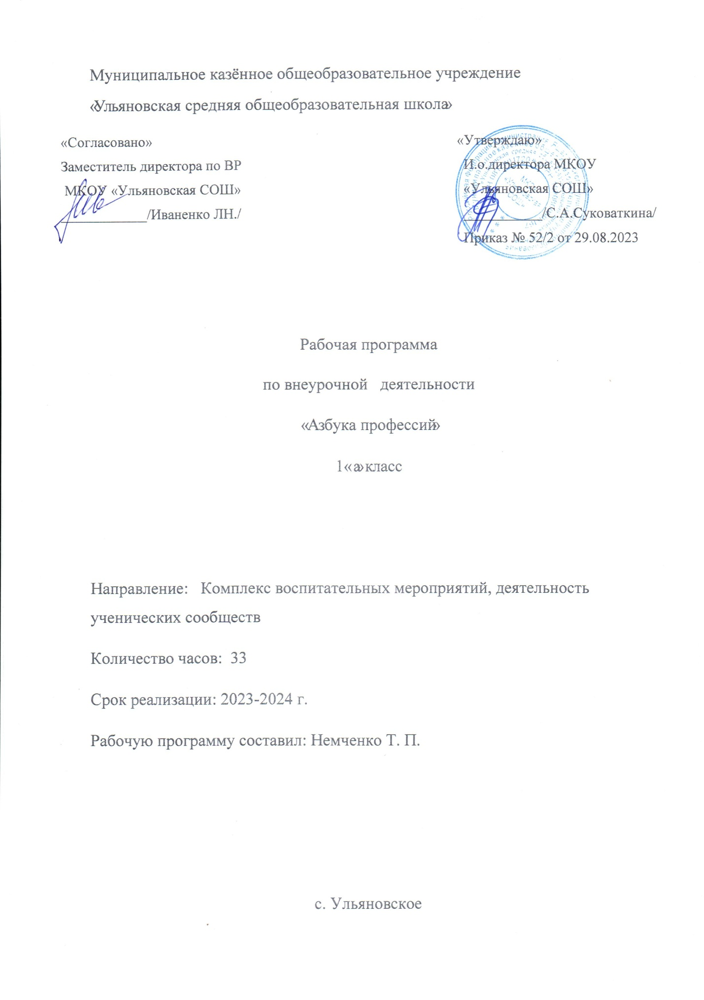 Муниципальное казённое общеобразовательное учреждение
«Ульяновская средняя общеобразовательная школа»
«Согласовано»
Заместитель директора по ВР
МКОУ «Ульяновская СОШ»
____________/Иваненко ЛН./
«Утверждаю»
И.о.директора МКОУ
«Ульяновская СОШ»
___________/С.А.Суковаткина/
Приказ № 52/2 от 29.08.2023
Рабочая программа
по внеурочной деятельности
«Азбука профессий»
1«а»класс
Направление: Комплекс воспитательных мероприятий, деятельность
ученических сообществ
Количество часов: 33
Срок реализации: 2023-2024 г.
Рабочую программу составил: Немченко Т. П.
с. Ульяновское